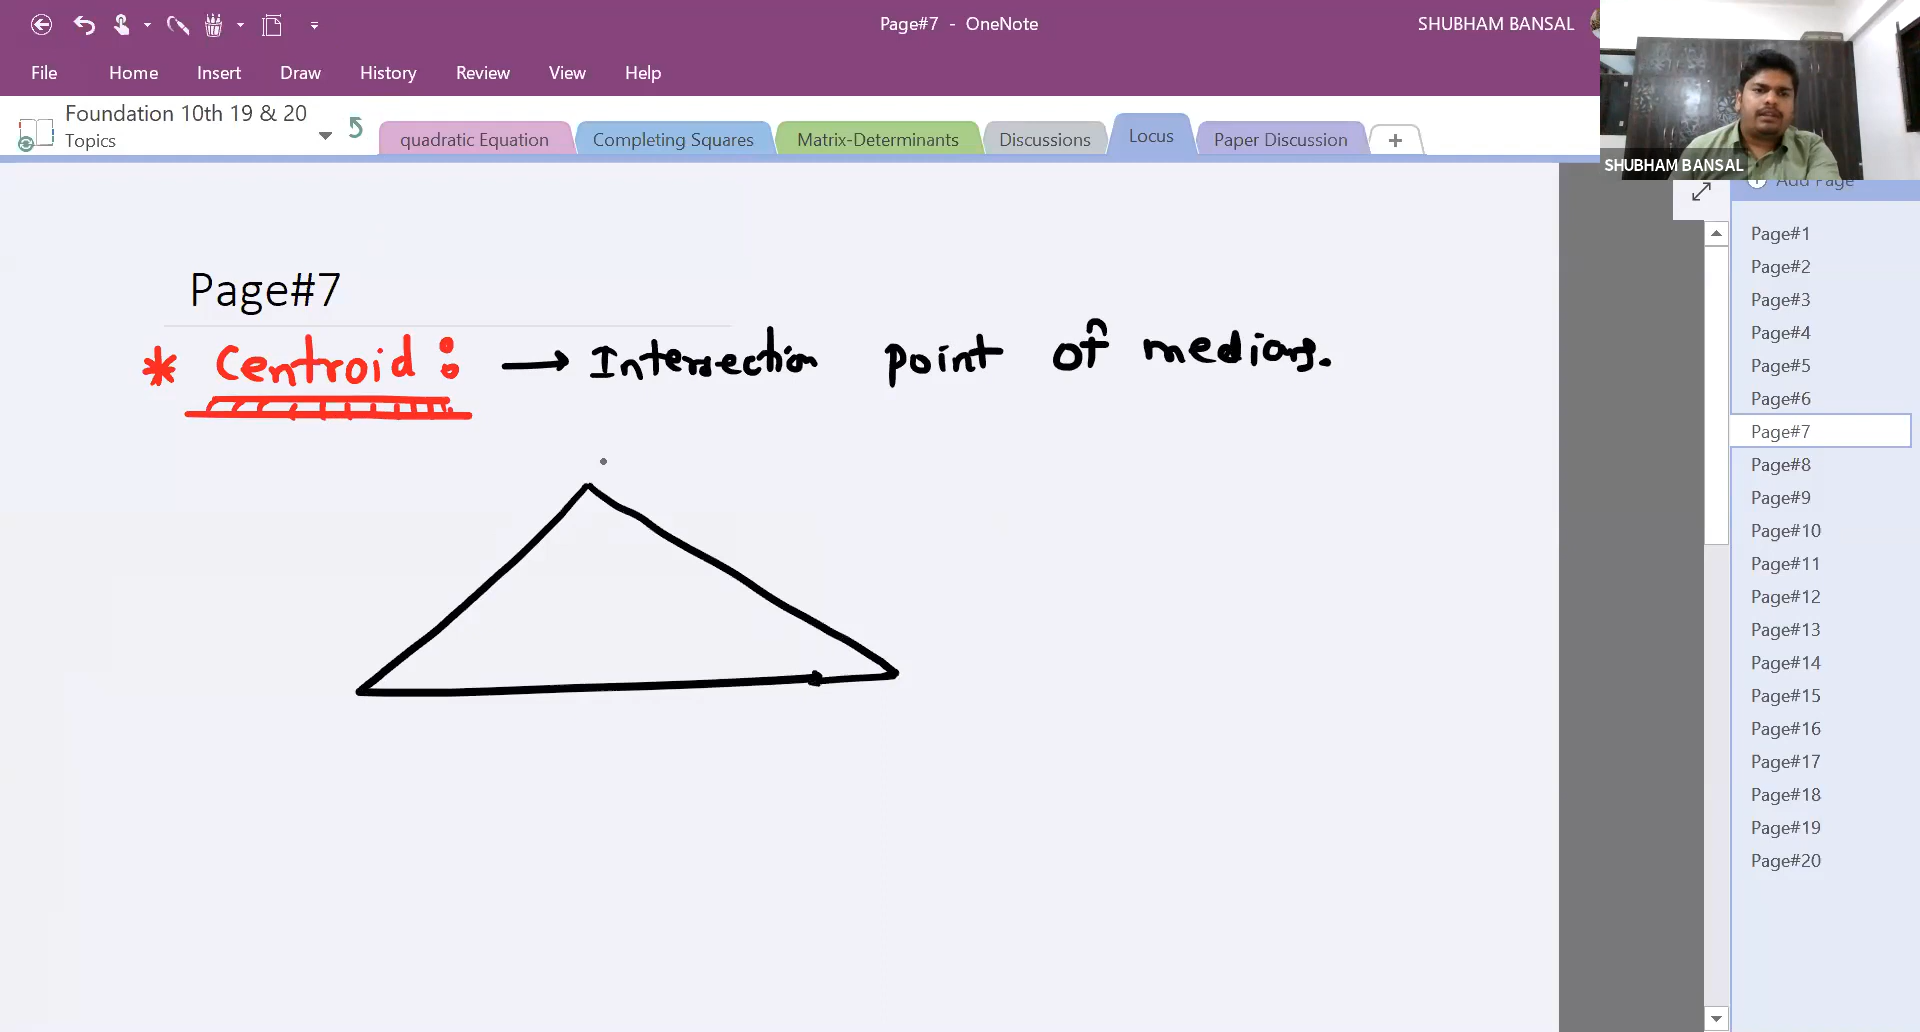 Page#7 - OneNote
SHUBHAM BANSAL
File Home Insert Draw History Review View Help
Foundation 10th 19 & 20
Topics
quadratic Equation Completing Squares Matrix-Determinants Discussions Locus Paper Discussion +
SHUBHAM BANSAL
Add Page
Page#7
* Centroid : → Intersection point of medians.
Page#1
Page#2
Page#3
Page#4
Page#5
Page#6
Page#7
Page#8
Page#9
Page#10
Page#11
Page#12
Page#13
Page#14
Page#15
Page#16
Page#17
Page#18
Page#19
Page#20